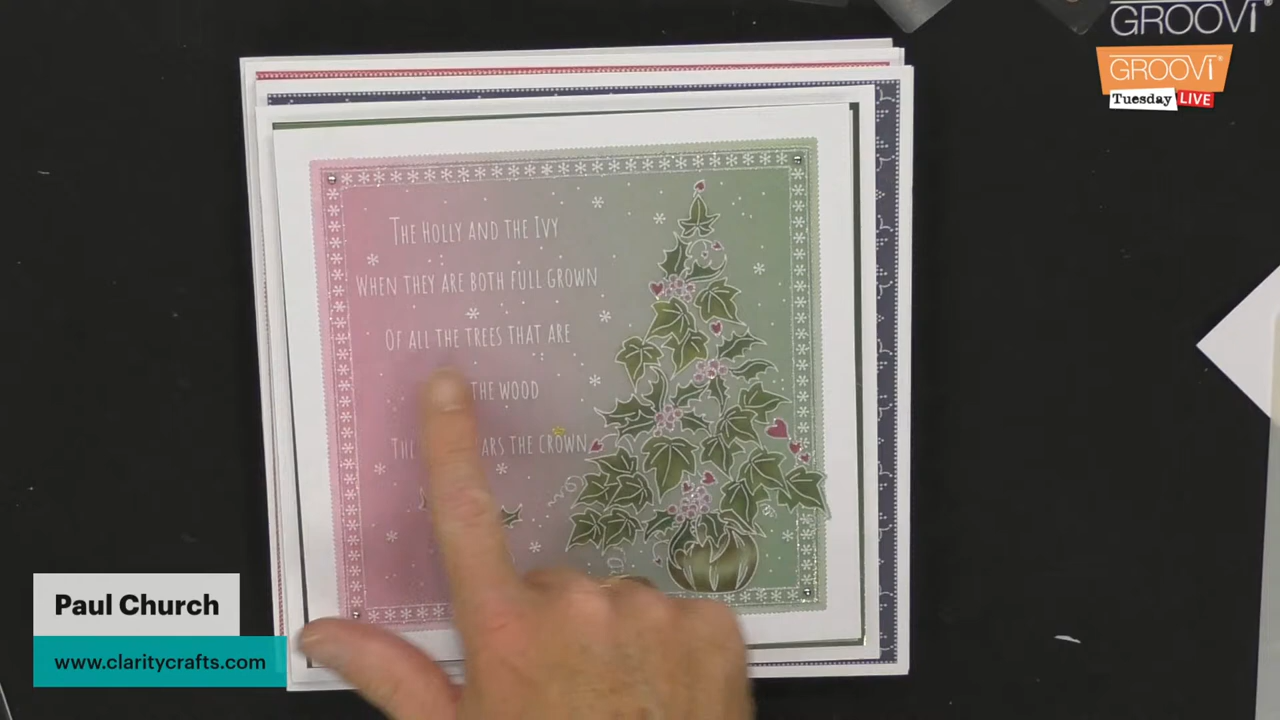 GROOVI®
GROOVI®
Tuesday LIVE
THE HOLLY AND THE IVY
WHEN THEY ARE BOTH FULL GROWN
OF ALL THE TREES THAT ARE
THE WOOD
THE ARS THE CROWN
Paul Church
www.claritycrafts.com